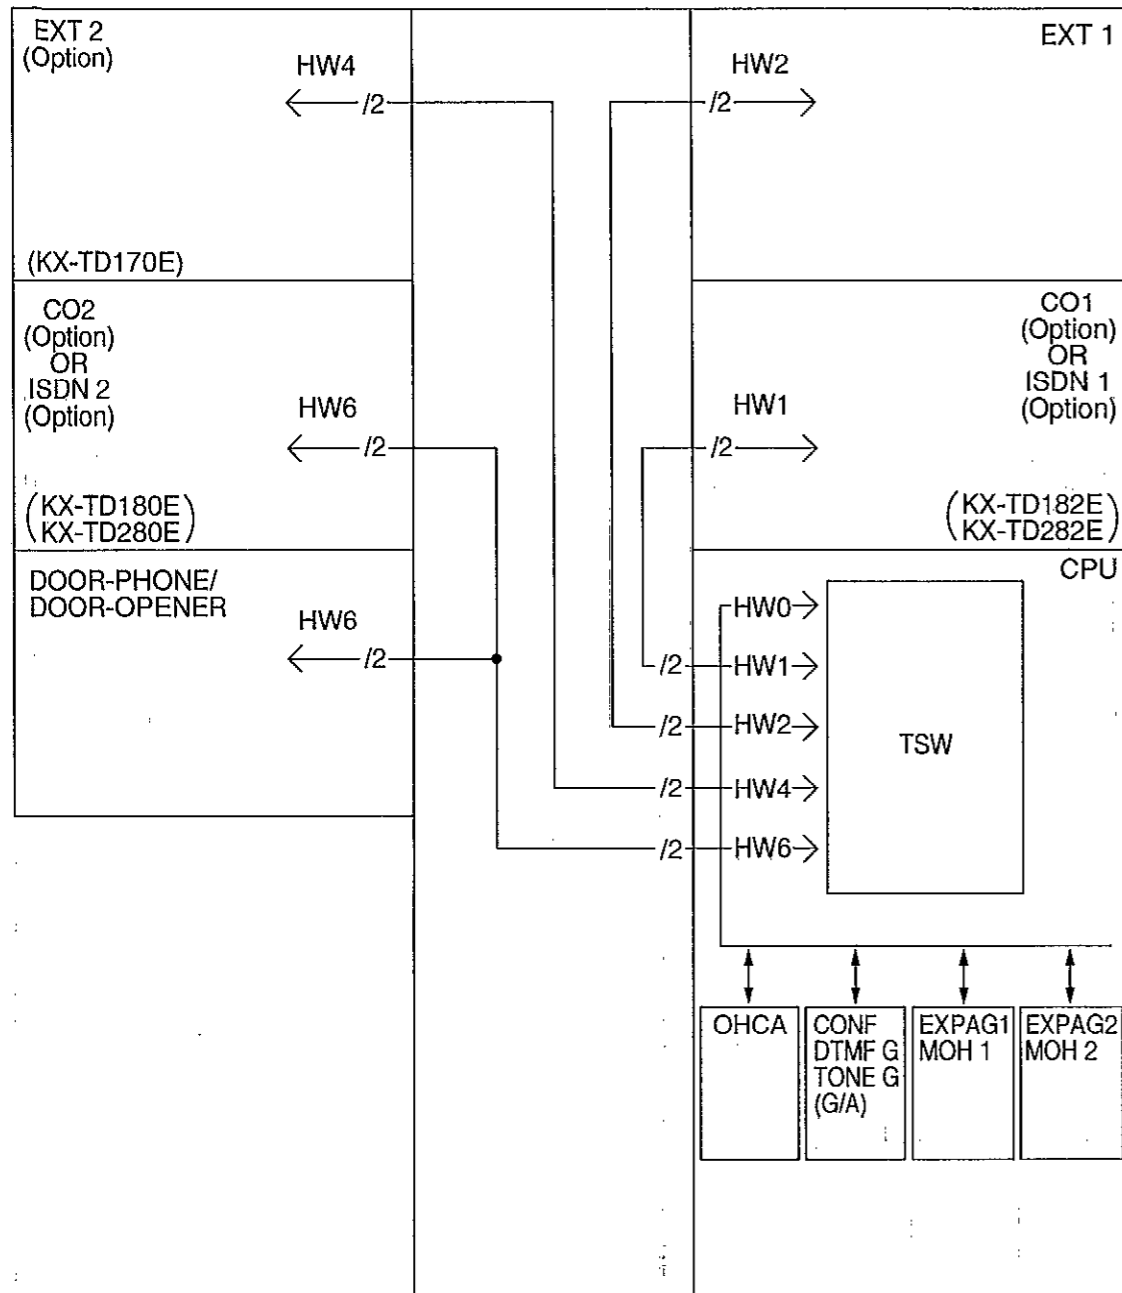 EXT 2
(Option)
HW4
/2
(KX-TD170E)
HW2
/2
EXT 1
CO2
(Option)
OR
ISDN 2
(Option)
HW6
/2
(KX-TD180E)
(KX-TD280E)
HW1
/2
CO1
(Option)
OR
ISDN 1
(Option)
(KX-TD182E)
(KX-TD282E)
DOOR-PHONE/
DOOR-OPENER
HW6
/2
CPU
HW0
/2 HW1
/2 HW2
/2 HW4
/2 HW6
TSW
OHCA
CONF
DTMF G
TONE G
(G/A)
EXPAG1
MOH 1
EXPAG2
MOH 2